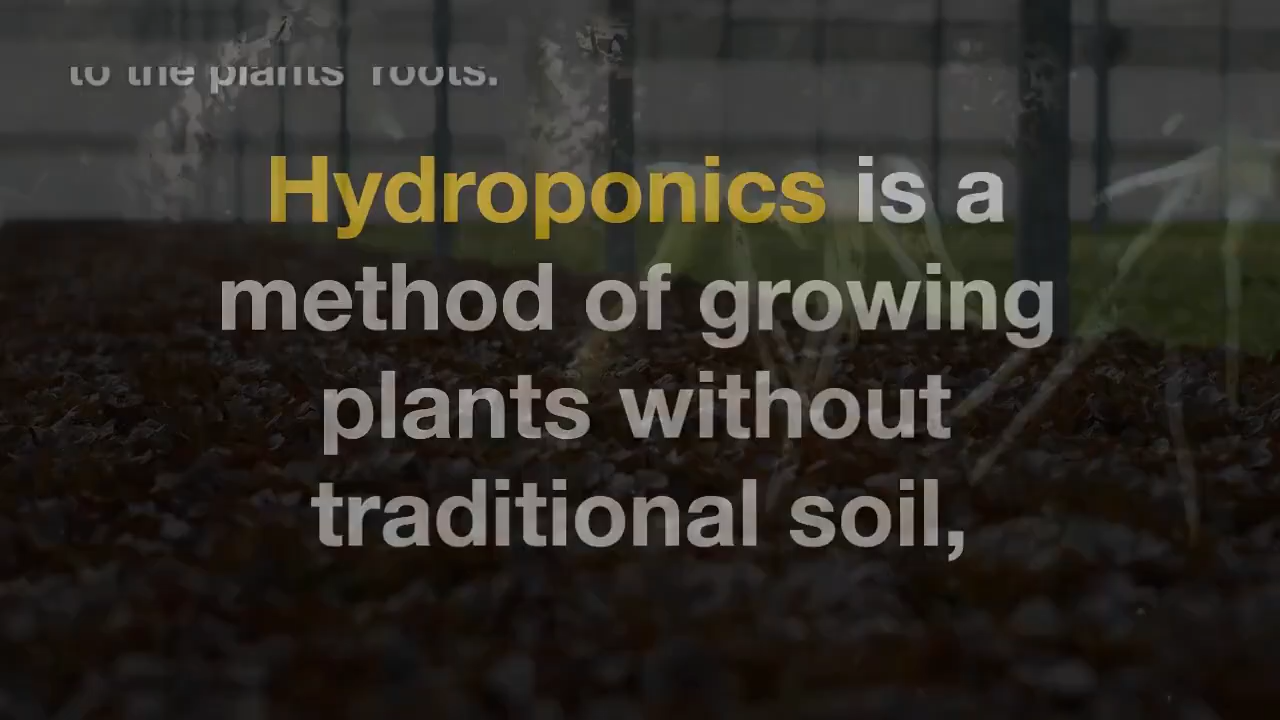 to the plants' roots.
Hydroponics is a
method of growing
plants without
traditional soil,